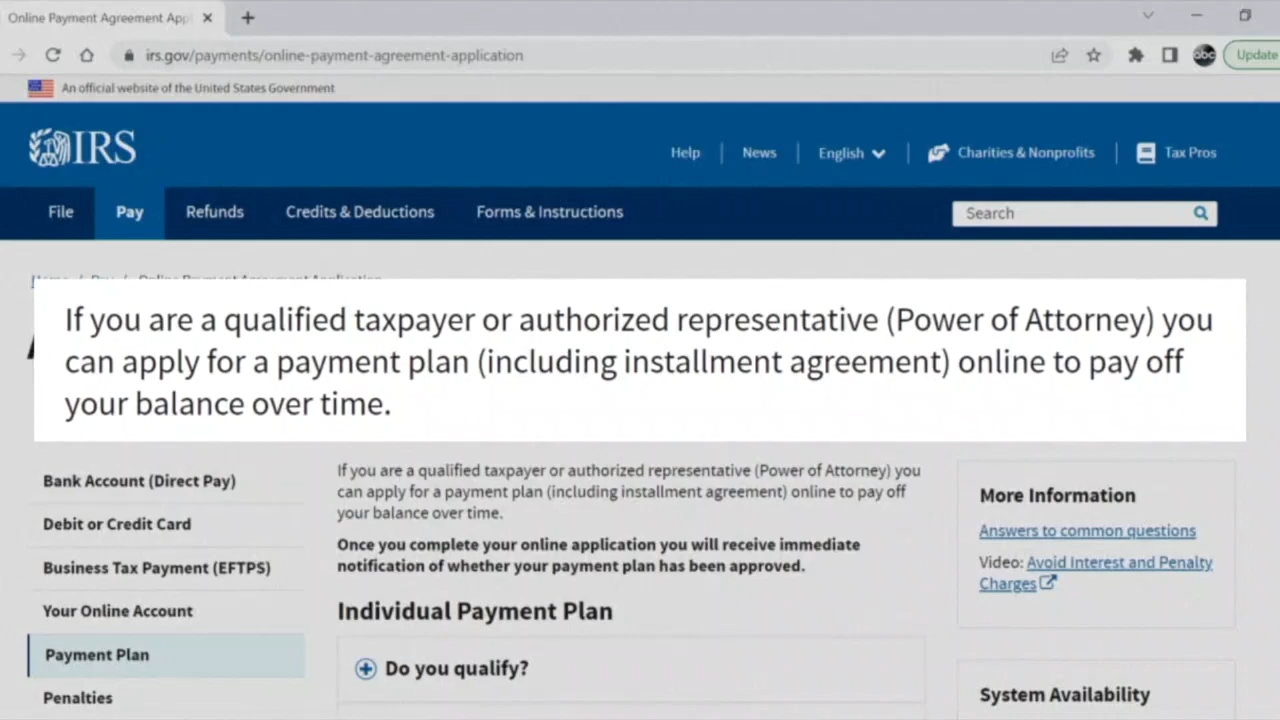 Online Payment Agreement App
irs.gov/payments/online-payment-agreement-application
abc
Update
An official website of the United States Government
IRS
Help
News
English
Charities & Nonprofits
Tax Pros
File
Pay
Refunds
Credits & Deductions
Forms & Instructions
Search
Home / Pay / Online Payment Agreement Application
If you are a qualified taxpayer or authorized representative (Power of Attorney) you
can apply for a payment plan (including installment agreement) online to pay off
your balance over time.
Bank Account (Direct Pay)
Debit or Credit Card
Business Tax Payment (EFTPS)
Your Online Account
Payment Plan
Penalties
If you are a qualified taxpayer or authorized representative (Power of Attorney) you
can apply for a payment plan (including installment agreement) online to pay off
your balance over time.
Once you complete your online application you will receive immediate
notification of whether your payment plan has been approved.
Individual Payment Plan
Do you qualify?
More Information
Answers to common questions
Video: Avoid Interest and Penalty
Charges
System Availability